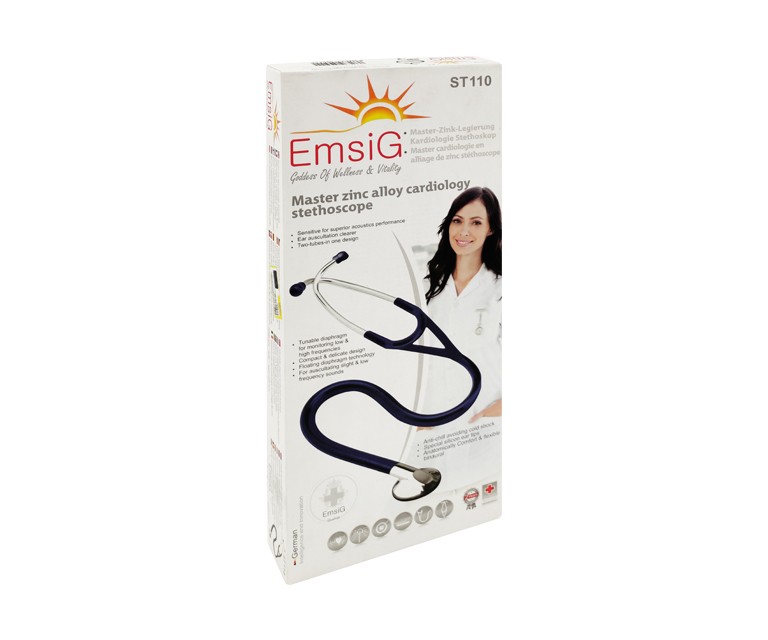 ST110
EmsiG
Goddess Of Wellness & Vitality
Master-Zink-Legierung
Kardiologie Stethoskop
Master cardiologie en
alliage de zinc stéthoscope
Master zinc alloy cardiology
stethoscope
• Sensitive for superior acoustics performance
• Ear auscultation clearer
• Two-tubes-in one design
• Tunable diaphragm
for monitoring low &
high frequencies
• Compact & delicate design
• Floating diaphragm technology
• For auscultating slight & low
frequency sounds
• Anti-chill avoiding cold shock
• Special silicon ear tips
• Anatomically Comfort & flexible
binaural
EmsiG
German
EmsiG